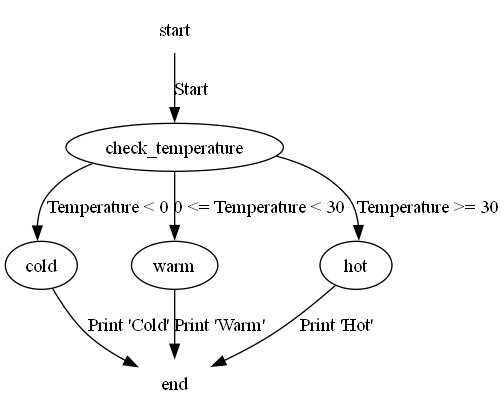 start
Start
check_temperature
Temperature < 0
0 <= Temperature < 30
Temperature >= 30
cold
warm
hot
Print 'Cold'
Print 'Warm'
Print 'Hot'
end